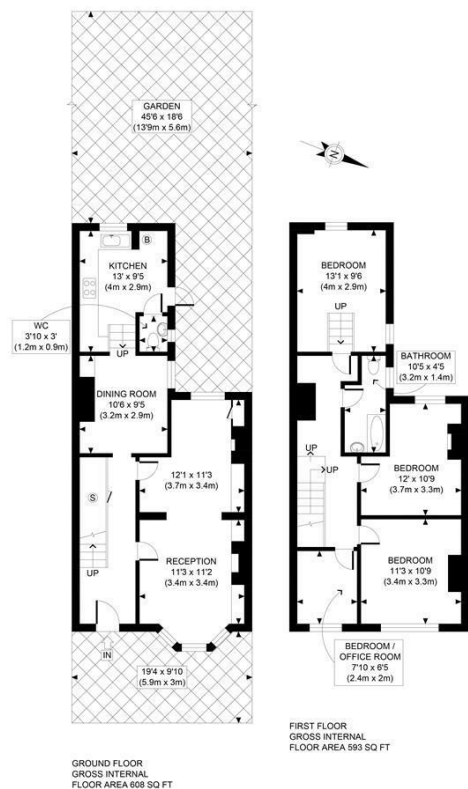 GARDEN
45'6 x 18'6
(13'9m x 5.6m)
N
B
KITCHEN
13' x 9'5
(4m x 2.9m)
WC
3'10 x 3'
(1.2m x 0.9m)
UP
DINING ROOM
10'6 x 9'5
(3.2m x 2.9m)
12'1 x 11'3
(3.7m x 3.4m)
S
UP
RECEPTION
11'3 x 11'2
(3.4m x 3.4m)
IN
19'4 x 9'10
(5.9m x 3m)
GROUND FLOOR
GROSS INTERNAL
FLOOR AREA 608 SQ FT
BEDROOM
13'1 x 9'6
(4m x 2.9m)
UP
BATHROOM
10'5 x 4'5
(3.2m x 1.4m)
UP
UP
BEDROOM
12' x 10'9
(3.7m x 3.3m)
BEDROOM
11'3 x 10'9
(3.4m x 3.3m)
BEDROOM /
OFFICE ROOM
7'10 x 6'5
(2.4m x 2m)
FIRST FLOOR
GROSS INTERNAL
FLOOR AREA 593 SQ FT